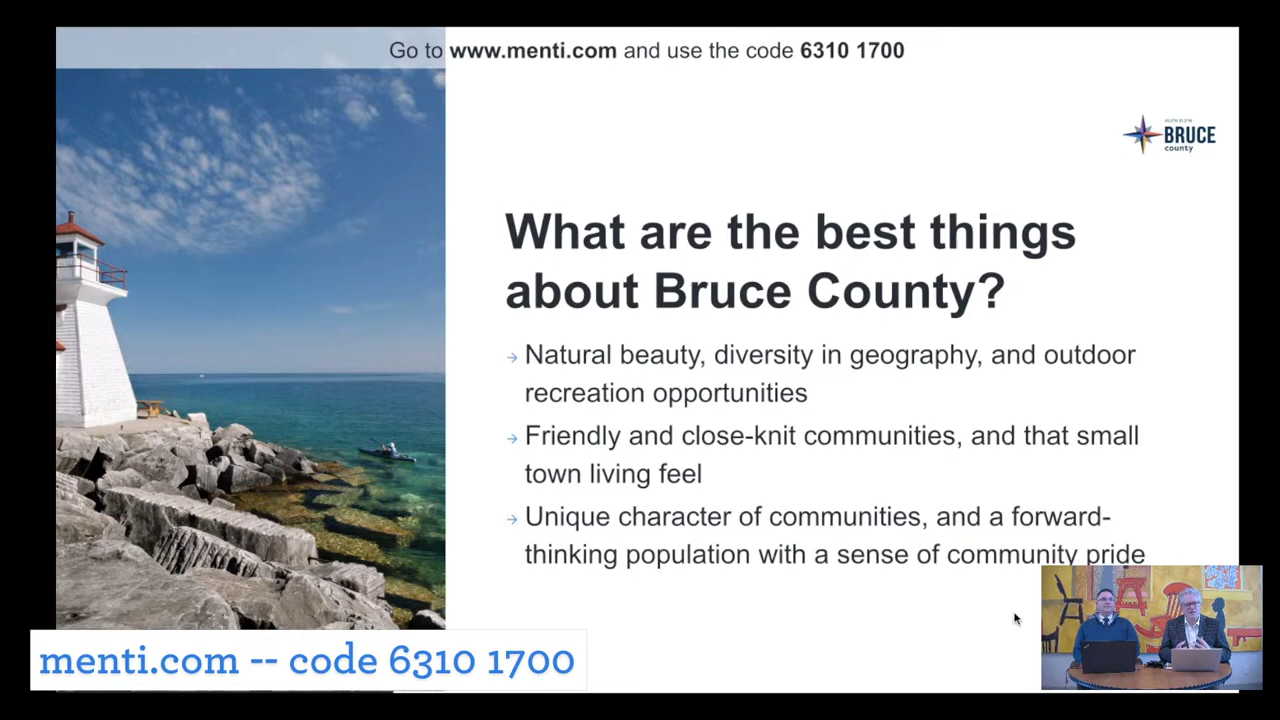 Go to www.menti.com and use the code 6310 1700
BRUCE
county
What are the best things
about Bruce County?
→ Natural beauty, diversity in geography, and outdoor
recreation opportunities
→ Friendly and close-knit communities, and that small
town living feel
→ Unique character of communities, and a forward-
thinking population with a sense of community pride
menti.com -- code 6310 1700